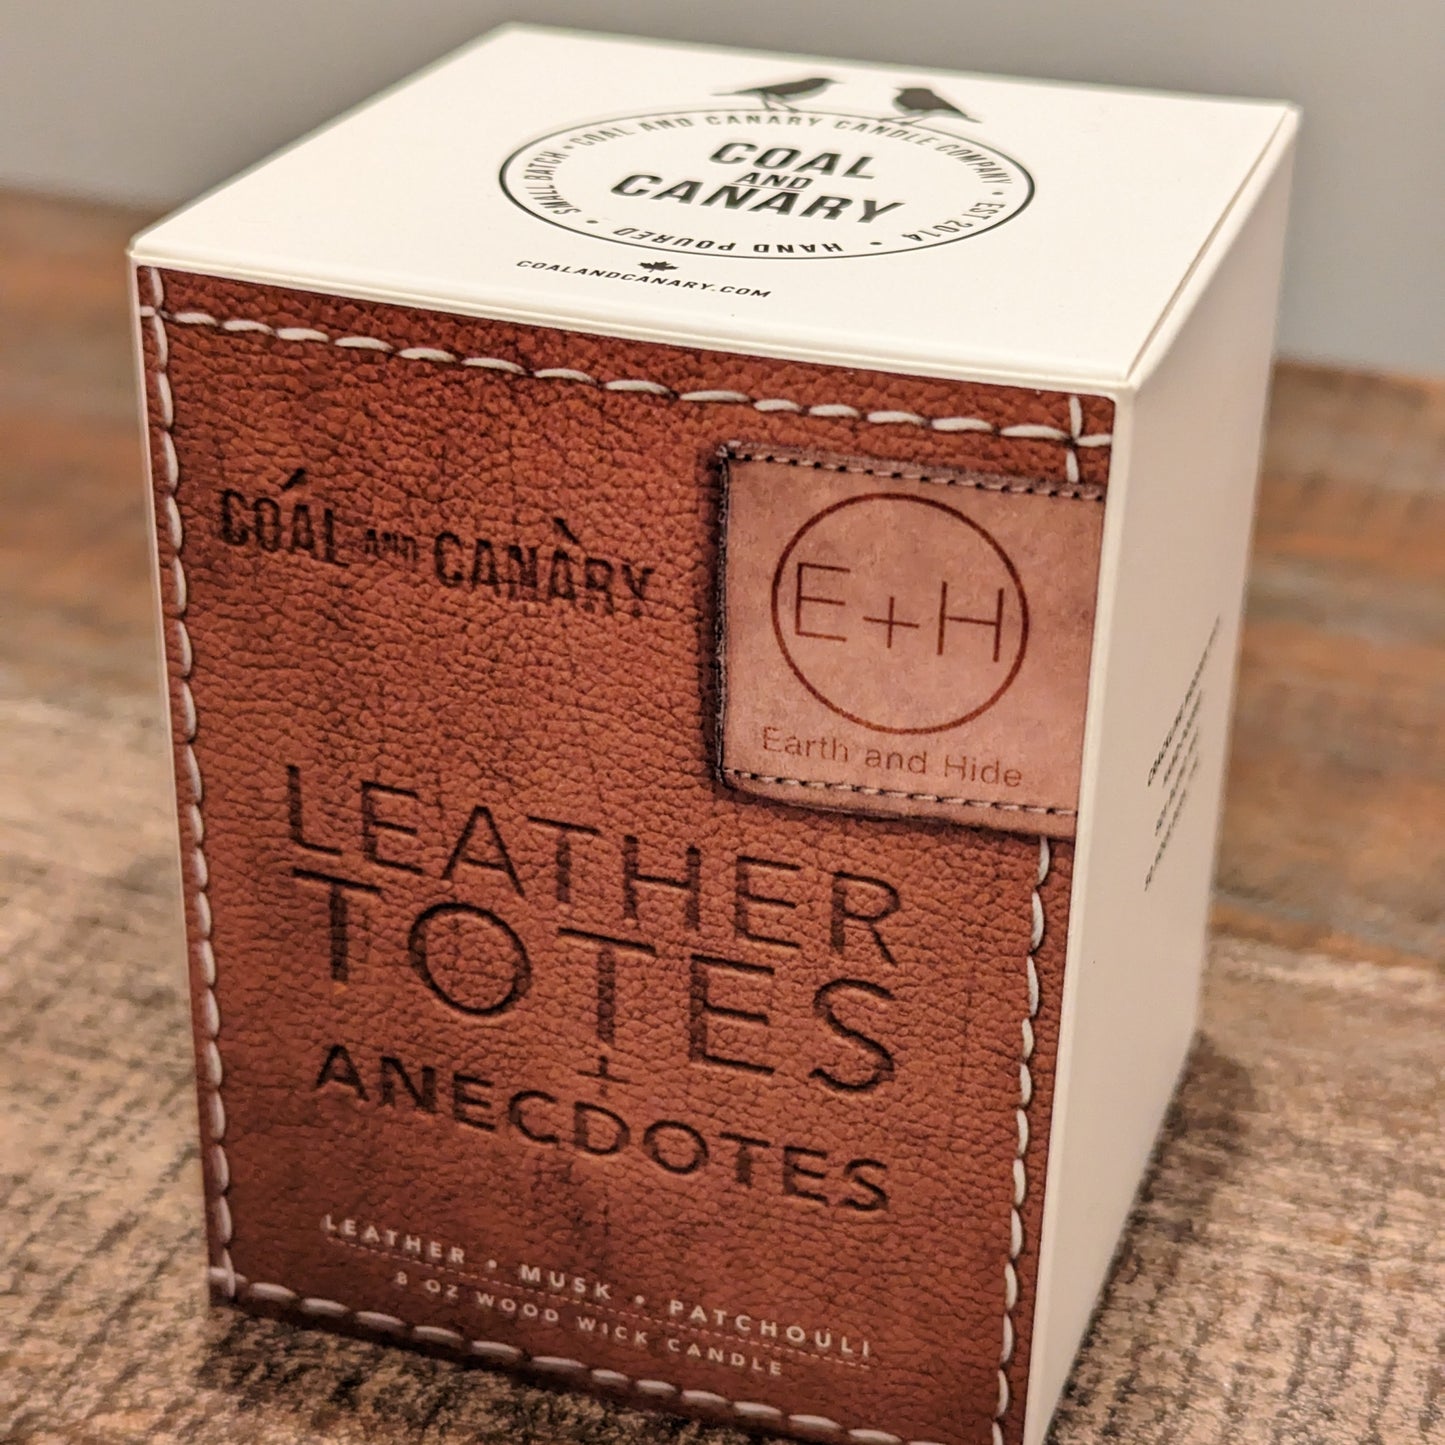 COAL AND CANARY CANDLE COMPANY • EST 2014 • HAND POURED • SMALL BATCH •
COAL
AND
CANARY
COALANDCANARY.COM
COAL AND CANARY
E+H
Earth and Hide
LEATHER
TOTES
+
ANECDOTES
LEATHER • MUSK • PATCHOULI
8 OZ WOOD WICK CANDLE